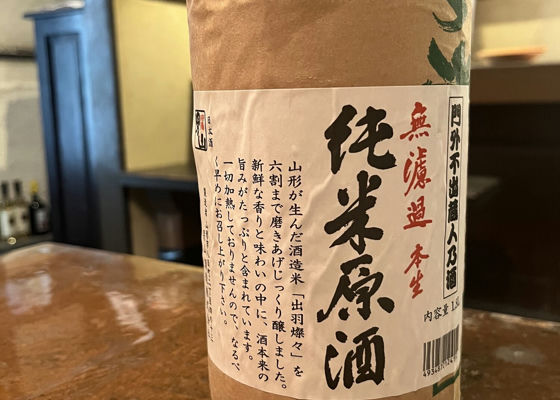 門外不出蔵人乃酒
無濾過 本生
純米原酒
山形が生んだ酒造米「出羽燦々」を
六割まで磨きあげじっくり醸しました。
新鮮な香りと味わいの中に、酒本来の
旨みがたっぷりと含まれています。
一切加熱しておりませんので、なるべ
く早めにお召し上がり下さい。
日本酒
内容量 1.8